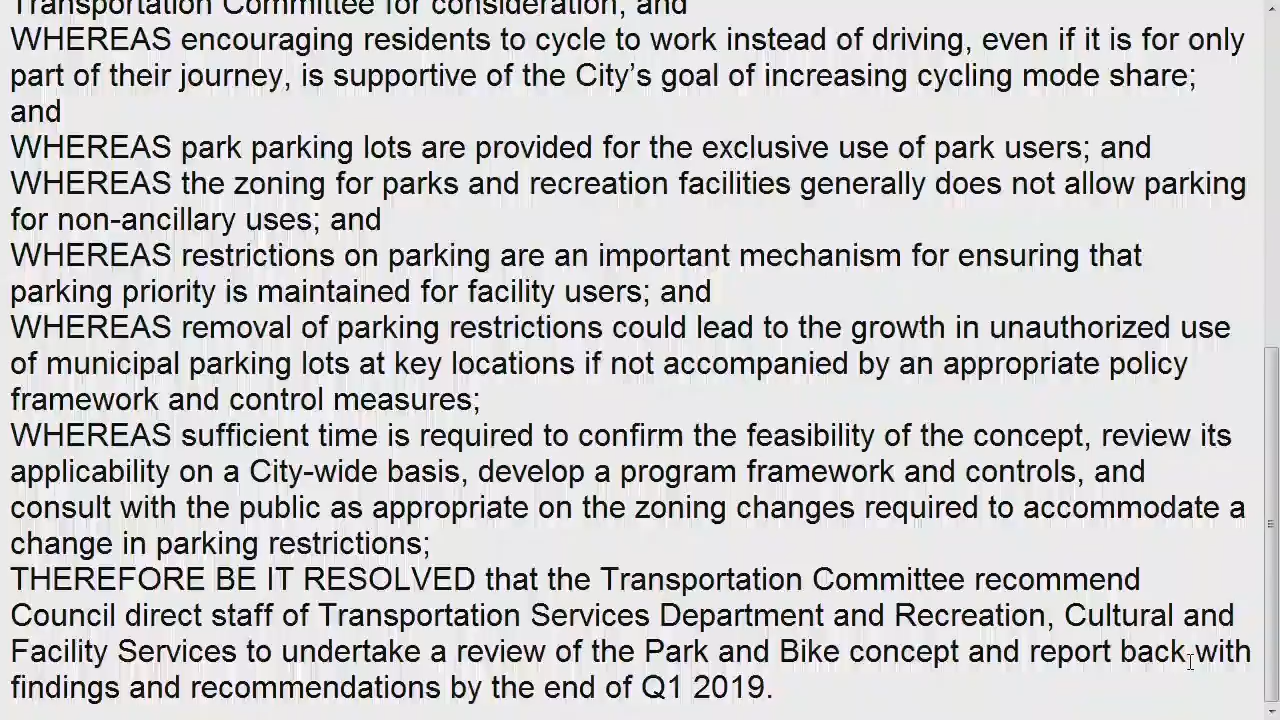 Transportation Committee for consideration, and
WHEREAS encouraging residents to cycle to work instead of driving, even if it is for only
part of their journey, is supportive of the City’s goal of increasing cycling mode share;
and
WHEREAS park parking lots are provided for the exclusive use of park users; and
WHEREAS the zoning for parks and recreation facilities generally does not allow parking
for non-ancillary uses; and
WHEREAS restrictions on parking are an important mechanism for ensuring that
parking priority is maintained for facility users; and
WHEREAS removal of parking restrictions could lead to the growth in unauthorized use
of municipal parking lots at key locations if not accompanied by an appropriate policy
framework and control measures;
WHEREAS sufficient time is required to confirm the feasibility of the concept, review its
applicability on a City-wide basis, develop a program framework and controls, and
consult with the public as appropriate on the zoning changes required to accommodate a
change in parking restrictions;
THEREFORE BE IT RESOLVED that the Transportation Committee recommend
Council direct staff of Transportation Services Department and Recreation, Cultural and
Facility Services to undertake a review of the Park and Bike concept and report back with
findings and recommendations by the end of Q1 2019.